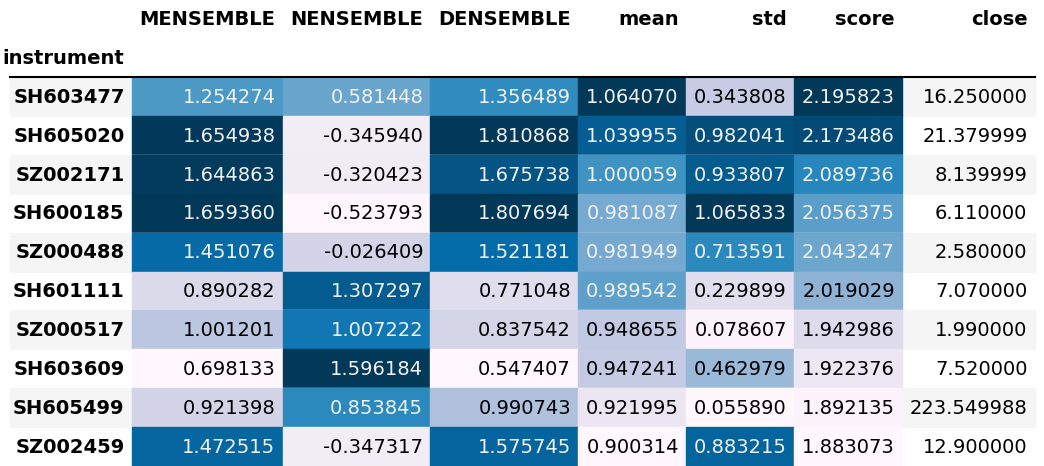 MENSEMBLE NENSEMBLE DENSEMBLE mean std score close
instrument
SH603477 1.254274 0.581448 1.356489 1.064070 0.343808 2.195823 16.250000
SH605020 1.654938 -0.345940 1.810868 1.039955 0.982041 2.173486 21.379999
SZ002171 1.644863 -0.320423 1.675738 1.000059 0.933807 2.089736 8.139999
SH600185 1.659360 -0.523793 1.807694 0.981087 1.065833 2.056375 6.110000
SZ000488 1.451076 -0.026409 1.521181 0.981949 0.713591 2.043247 2.580000
SH601111 0.890282 1.307297 0.771048 0.989542 0.229899 2.019029 7.070000
SZ000517 1.001201 1.007222 0.837542 0.948655 0.078607 1.942986 1.990000
SH603609 0.698133 1.596184 0.547407 0.947241 0.462979 1.922376 7.520000
SH605499 0.921398 0.853845 0.990743 0.921995 0.055890 1.892135 223.549988
SZ002459 1.472515 -0.347317 1.575745 0.900314 0.883215 1.883073 12.900000